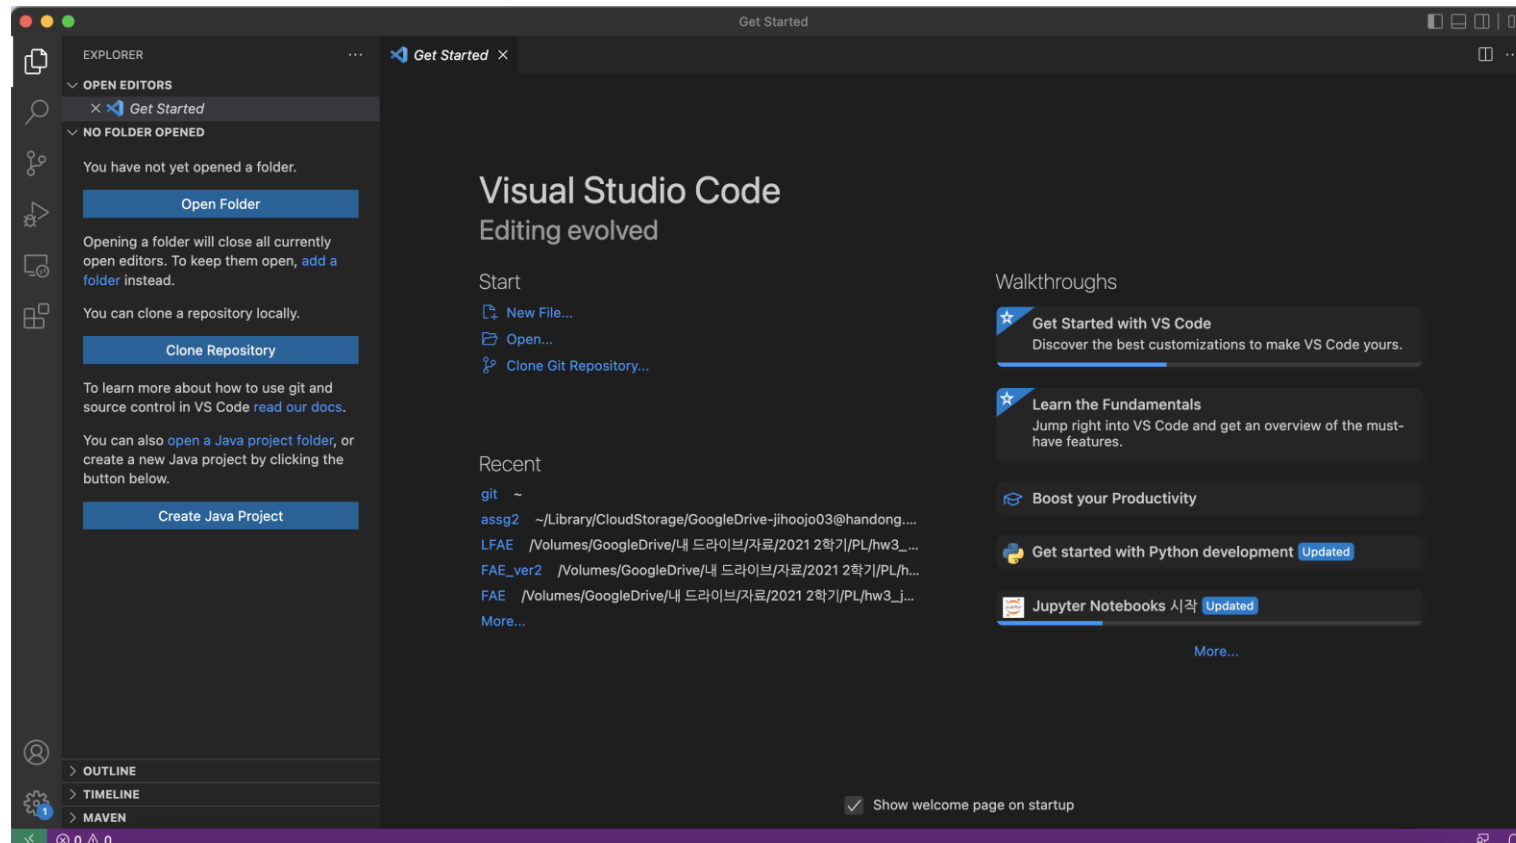 Get Started
EXPLORER
Get Started
OPEN EDITORS
Get Started
NO FOLDER OPENED
You have not yet opened a folder.
Open Folder
Opening a folder will close all currently
open editors. To keep them open, add a
folder instead.
You can clone a repository locally.
Clone Repository
To learn more about how to use git and
source control in VS Code read our docs.
You can also open a Java project folder, or
create a new Java project by clicking the
button below.
Create Java Project
OUTLINE
TIMELINE
MAVEN
1
0 0
Visual Studio Code
Editing evolved
Start
New File...
Open...
Clone Git Repository...
Recent
git ~
assg2 ~/Library/CloudStorage/GoogleDrive-jihoojo03@handong....
LFAE /Volumes/GoogleDrive/내 드라이브/자료/2021 2학기/PL/hw3_...
FAE_ver2 /Volumes/GoogleDrive/내 드라이브/자료/2021 2학기/PL/h...
FAE /Volumes/GoogleDrive/내 드라이브/자료/2021 2학기/PL/hw3_j...
More...
Walkthroughs
Get Started with VS Code
Discover the best customizations to make VS Code yours.
Learn the Fundamentals
Jump right into VS Code and get an overview of the must-
have features.
Boost your Productivity
Get started with Python development Updated
Jupyter Notebooks 시작 Updated
More...
Show welcome page on startup